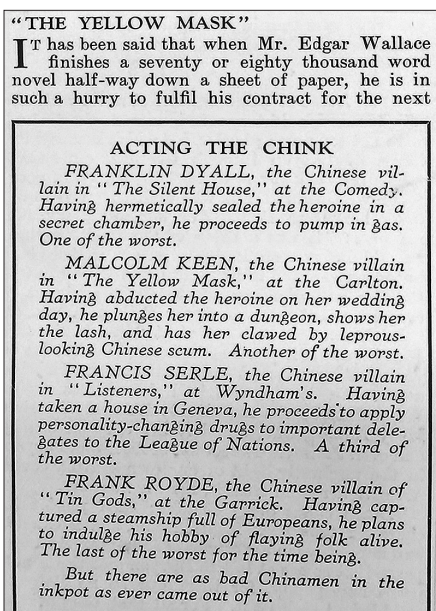 "THE YELLOW MASK"
IT has been said that when Mr. Edgar Wallace
finishes a seventy or eighty thousand word
novel half-way down a sheet of paper, he is in
such a hurry to fulfil his contract for the next
ACTING THE CHINK
FRANKLIN DYALL, the Chinese vil-
lain in "The Silent House," at the Comedy.
Having hermetically sealed the heroine in a
secret chamber, he proceeds to pump in gas.
One of the worst.
MALCOLM KEEN, the Chinese villain
in "The Yellow Mask," at the Carlton.
Having abducted the heroine on her wedding
day, he plunges her into a dungeon, shows her
the lash, and has her clawed by leprous-
looking Chinese scum. Another of the worst.
FRANCIS SERLE, the Chinese villain
in "Listeners," at Wyndham's. Having
taken a house in Geneva, he proceeds to apply
personality-changing drugs to important dele-
gates to the League of Nations. A third of
the worst.
FRANK ROYDE, the Chinese villain of
"Tin Gods," at the Garrick. Having cap-
tured a steamship full of Europeans, he plans
to indulge his hobby of flaying folk alive.
The last of the worst for the time being.
But there are as bad Chinamen in the
inkpot as ever came out of it.